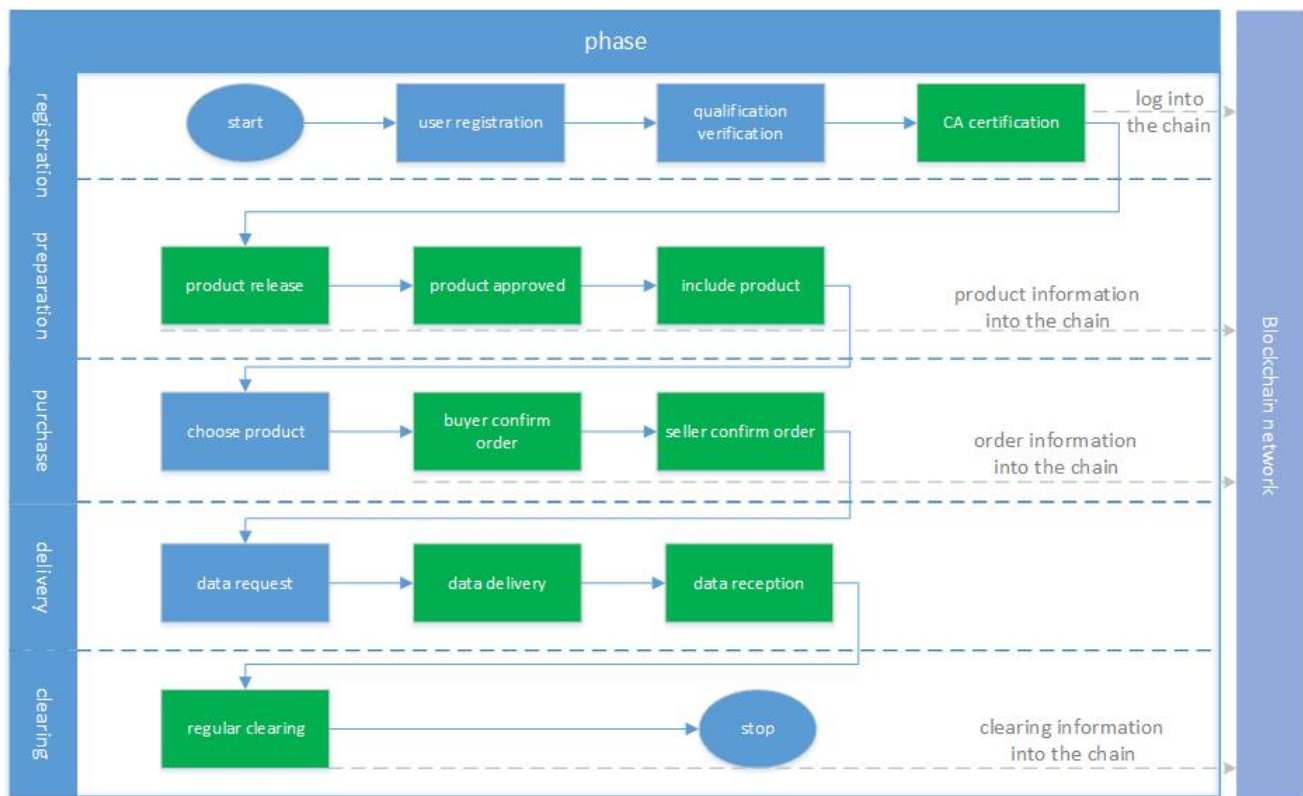 phase
registration
start
user registration
qualification
verification
CA certification
log into
the chain
preparation
product release
product approved
include product
product information
into the chain
purchase
choose product
buyer confirm
order
seller confirm order
order information
into the chain
delivery
data request
data delivery
data reception
clearing
regular clearing
stop
clearing information
into the chain
Blockchain network